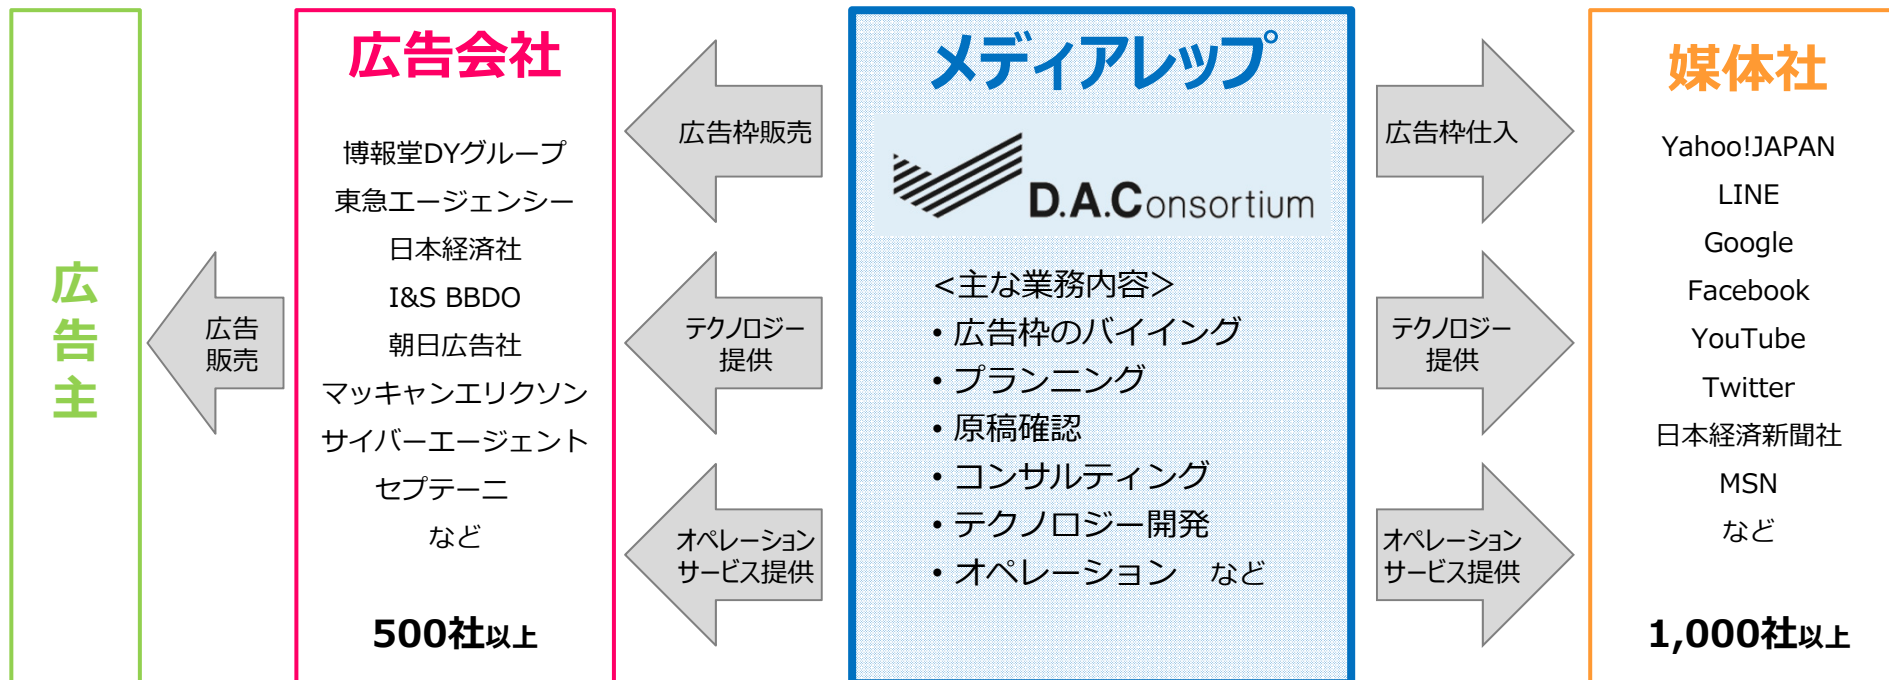 広
告
主
広告
販売
広告会社
博報堂DYグループ
東急エージェンシー
日本経済社
I&S BBDO
朝日広告社
マッキャンエリクソン
サイバーエージェント
セプテーニ
など
500社以上
広告枠販売
テクノロジー
提供
オペレーション
サービス提供
メディアレップ
D.A.Consortium
<主な業務内容>
・広告枠のバイイング
・プランニング
・原稿確認
・コンサルティング
・テクノロジー開発
・オペレーション　など
広告枠仕入
テクノロジー
提供
オペレーション
サービス提供
媒体社
Yahoo!JAPAN
LINE
Google
Facebook
YouTube
Twitter
日本経済新聞社
MSN
など
1,000社以上